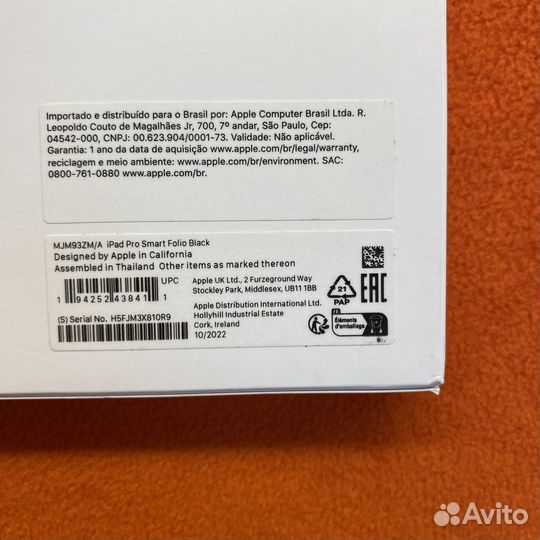 Importado e distribuído para o Brasil por: Apple Computer Brasil Ltda. R.
Leopoldo Couto de Magalhães Jr, 700, 7º andar, São Paulo, Cep:
04542-000, CNPJ: 00.623.904/0001-73. Validade: Não aplicável.
Garantia: 1 ano da data de aquisição www.apple.com/br/legal/warranty,
reciclagem e meio ambiente: www.apple.com/br/environment. SAC:
0800-761-0880 www.apple.com/br.
MJM93ZM/A iPad Pro Smart Folio Black
Designed by Apple in California
Assembled in Thailand Other items as marked thereon
UPC
1 94252 43841 1
(S) Serial No. H5FJM3X810R9
Apple UK Ltd., 2 Furzeground Way
Stockley Park, Middlesex, UB11 1BB
Apple Distribution International Ltd.
Hollyhill Industrial Estate
Cork, Ireland
10/2022
21
PAP
EAC
FR
Éléments
d'emballage
Avito